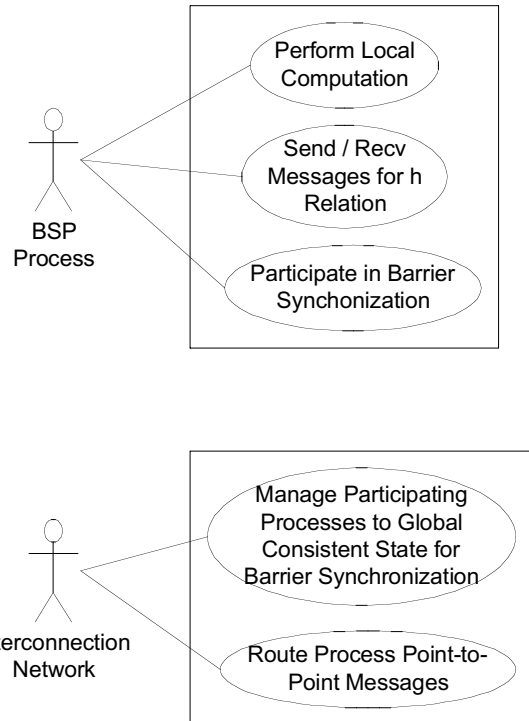 Perform Local
Computation
Send / Recv
Messages for h
Relation
BSP
Process
Participate in Barrier
Synchonization
Manage Participating
Processes to Global
Consistent State for
Barrier Synchronization
terconnection
Network
Route Process Point-to-
Point Messages